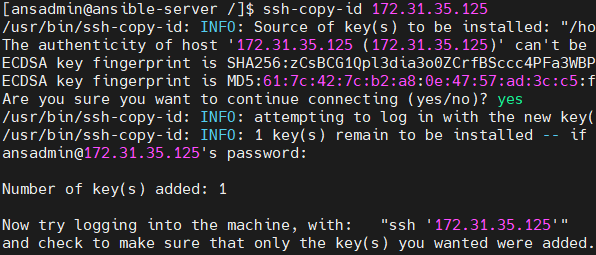 [ansadmin@ansible-server /]$ ssh-copy-id 172.31.35.125
/usr/bin/ssh-copy-id: INFO: Source of key(s) to be installed: "/ho
The authenticity of host '172.31.35.125 (172.31.35.125)' can't be
ECDSA key fingerprint is SHA256:zCsBCG1Qpl3dia3o0ZCrfBSccc4PFa3WBP
ECDSA key fingerprint is MD5:61:7c:42:7c:b2:a8:0e:47:57:ad:3c:c5:f
Are you sure you want to continue connecting (yes/no)? yes
/usr/bin/ssh-copy-id: INFO: attempting to log in with the new key(
/usr/bin/ssh-copy-id: INFO: 1 key(s) remain to be installed -- if
ansadmin@172.31.35.125's password:
Number of key(s) added: 1
Now try logging into the machine, with:   "ssh '172.31.35.125'"
and check to make sure that only the key(s) you wanted were added.